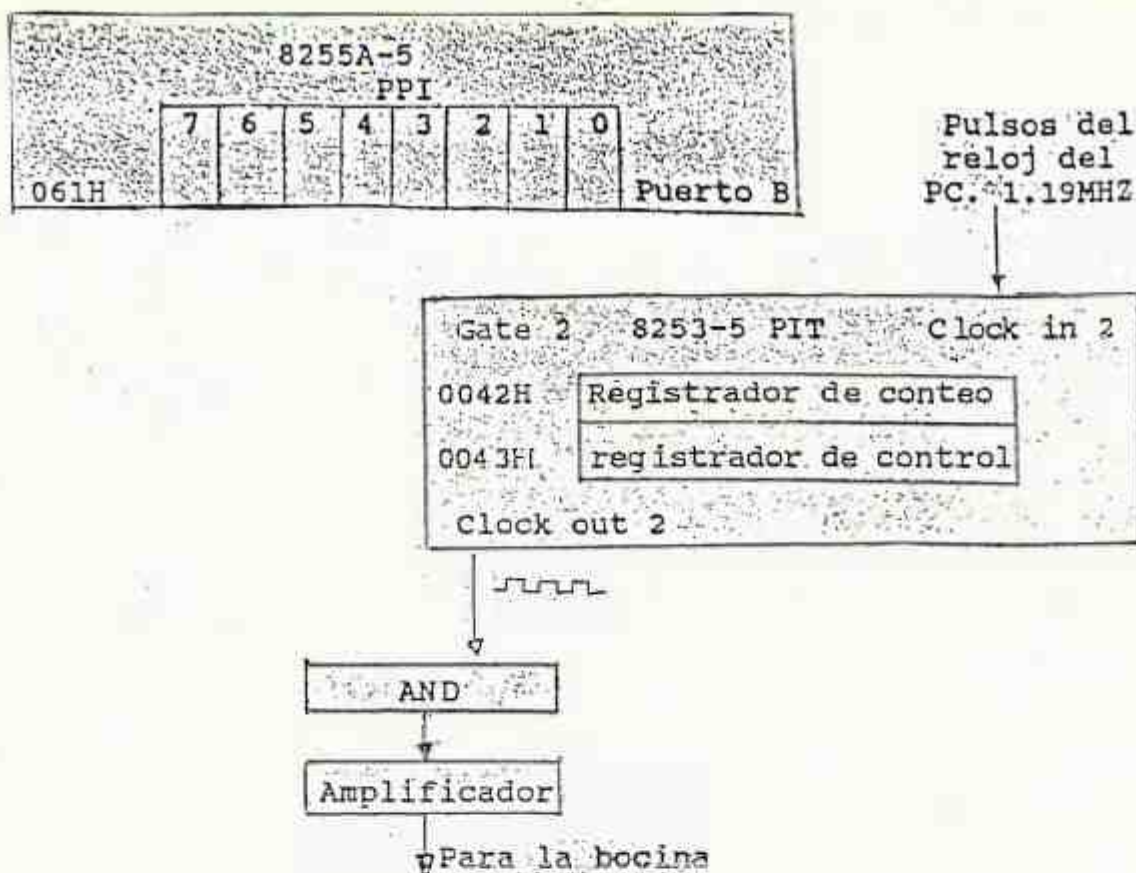 8255A-5
PPI
7 6 5 4 3 2 1 0
061H Puerto B
Pulsos del
reloj del
PC. 1.19MHZ
Gate 2 8253-5 PIT Clock in 2
0042H Registrador de conteo
0043H registrador de control
Clock out 2
AND
Amplificador
Para la bocina